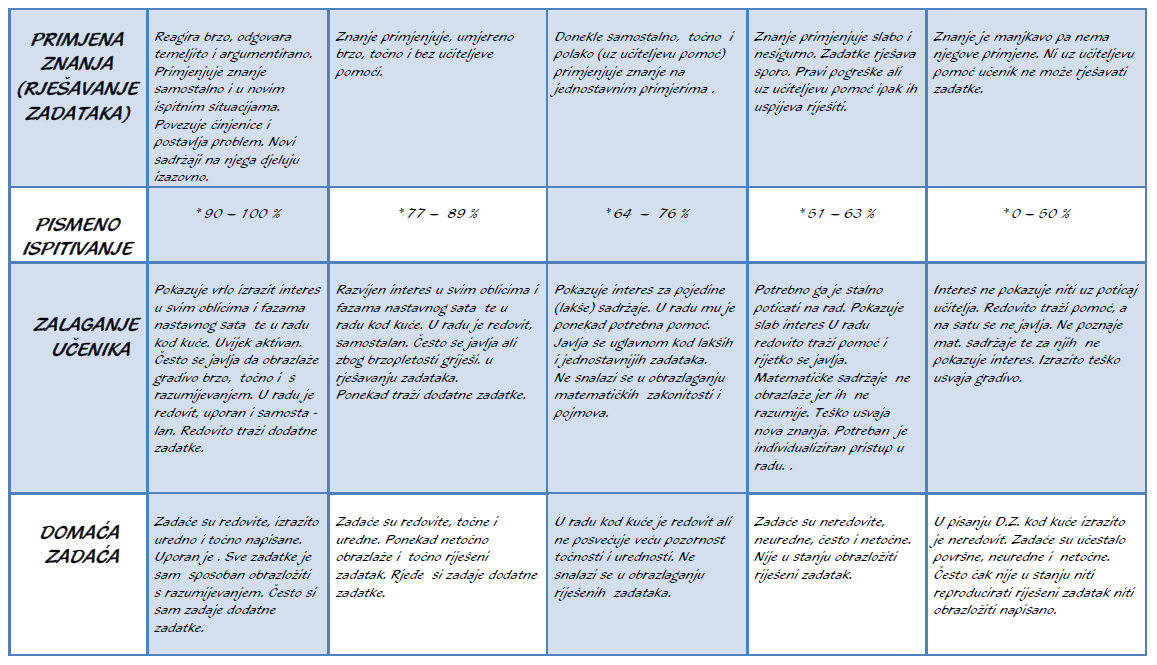 PRIMJENA
ZNANJA
(RJEŠAVANJE
ZADATAKA)
Reagira brzo, odgovara
temeljito i argumentirano.
Primjenjuje znanje
samostalno i u novim
ispitnim situacijama.
Povezuje činjenice i
postavlja problem. Novi
sadržaji na njega djeluju
izazovno.
Znanje primjenjuje, umjereno
brzo, točno i bez učiteljeve
pomoći.
Donekle samostalno, točno i
polako (uz učiteljevu pomoć)
primjenjuje znanje na
jednostavnim primjerima .
Znanje primjenjuje slabo i
nesigurno. Zadatke rješava
sporo. Pravi pogreške ali
uz učiteljevu pomoć ipak ih
uspijeva riješiti.
Znanje je manjkavo pa nema
njegove primjene. Ni uz učiteljevu
pomoć učenik ne može rješavati
zadatke.
PISMENO
ISPITIVANJE
* 90 – 100 %
* 77 – 89 %
* 64 – 76 %
* 51 – 63 %
* 0 – 50 %
ZALAGANJE
UČENIKA
Pokazuje vrlo izrazit interes
u svim oblicima i fazama
nastavnog sata te u radu
kod kuće. Uvijek aktivan.
Često se javlja da obrazlaže
gradivo brzo, točno i s
razumijevanjem. U radu je
redovit, uporan i samosta -
lan. Redovito traži dodatne
zadatke.
Razvijen interes u svim oblicima i
fazama nastavnog sata te u
radu kod kuće. U radu je redovit,
samostalan. Često se javlja ali
zbog brzopletosti griješi. u
rješavanju zadataka.
Ponekad traži dodatne zadatke.
Pokazuje interes za pojedine
(lakše) sadržaje. U radu mu je
ponekad potrebna pomoć.
Javlja se uglavnom kod lakših
i jednostavnijih zadataka.
Ne snalazi se u obrazlaganju
matematičkih zakonitosti i
pojmova.
Potrebno ga je stalno
poticati na rad. Pokazuje
slab interes U radu
redovito traži pomoć i
rijetko se javlja.
Matematičke sadržaje ne
obrazlaže jer ih ne
razumije. Teško usvaja
nova znanja. Potreban je
individualiziran pristup u
radu. .
Interes ne pokazuje niti uz poticaj
učitelja. Redovito traži pomoć, a
na satu se ne javlja. Ne poznaje
mat. sadržaje te za njih ne
pokazuje interes. Izrazito teško
usvaja gradivo.
DOMAĆA
ZADAĆA
Zadaće su redovite, izrazito
uredno i točno napisane.
Uporan je . Sve zadatke je
sam sposoban obrazložiti
s razumijevanjem. Često si
sam zadaje dodatne
zadatke.
Zadaće su redovite, točne i
uredne. Ponekad netočno
obrazlaže i točno riješeni
zadatak. Rjeđe si zadaje dodatne
zadatke.
U radu kod kuće je redovit ali
ne posvećuje veću pozornost
točnosti i urednosti. Ne
snalazi se u obrazlaganju
riješenih zadataka.
Zadaće su neredovite,
neuredne, često i netočne.
Nije u stanju obrazložiti
riješeni zadatak.
U pisanju D.Z. kod kuće izrazito
je neredovit. Zadaće su učestalo
površne, neuredne i netočne.
Često čak nije u stanju niti
reproducirati riješeni zadatak niti
obrazložiti napisano.